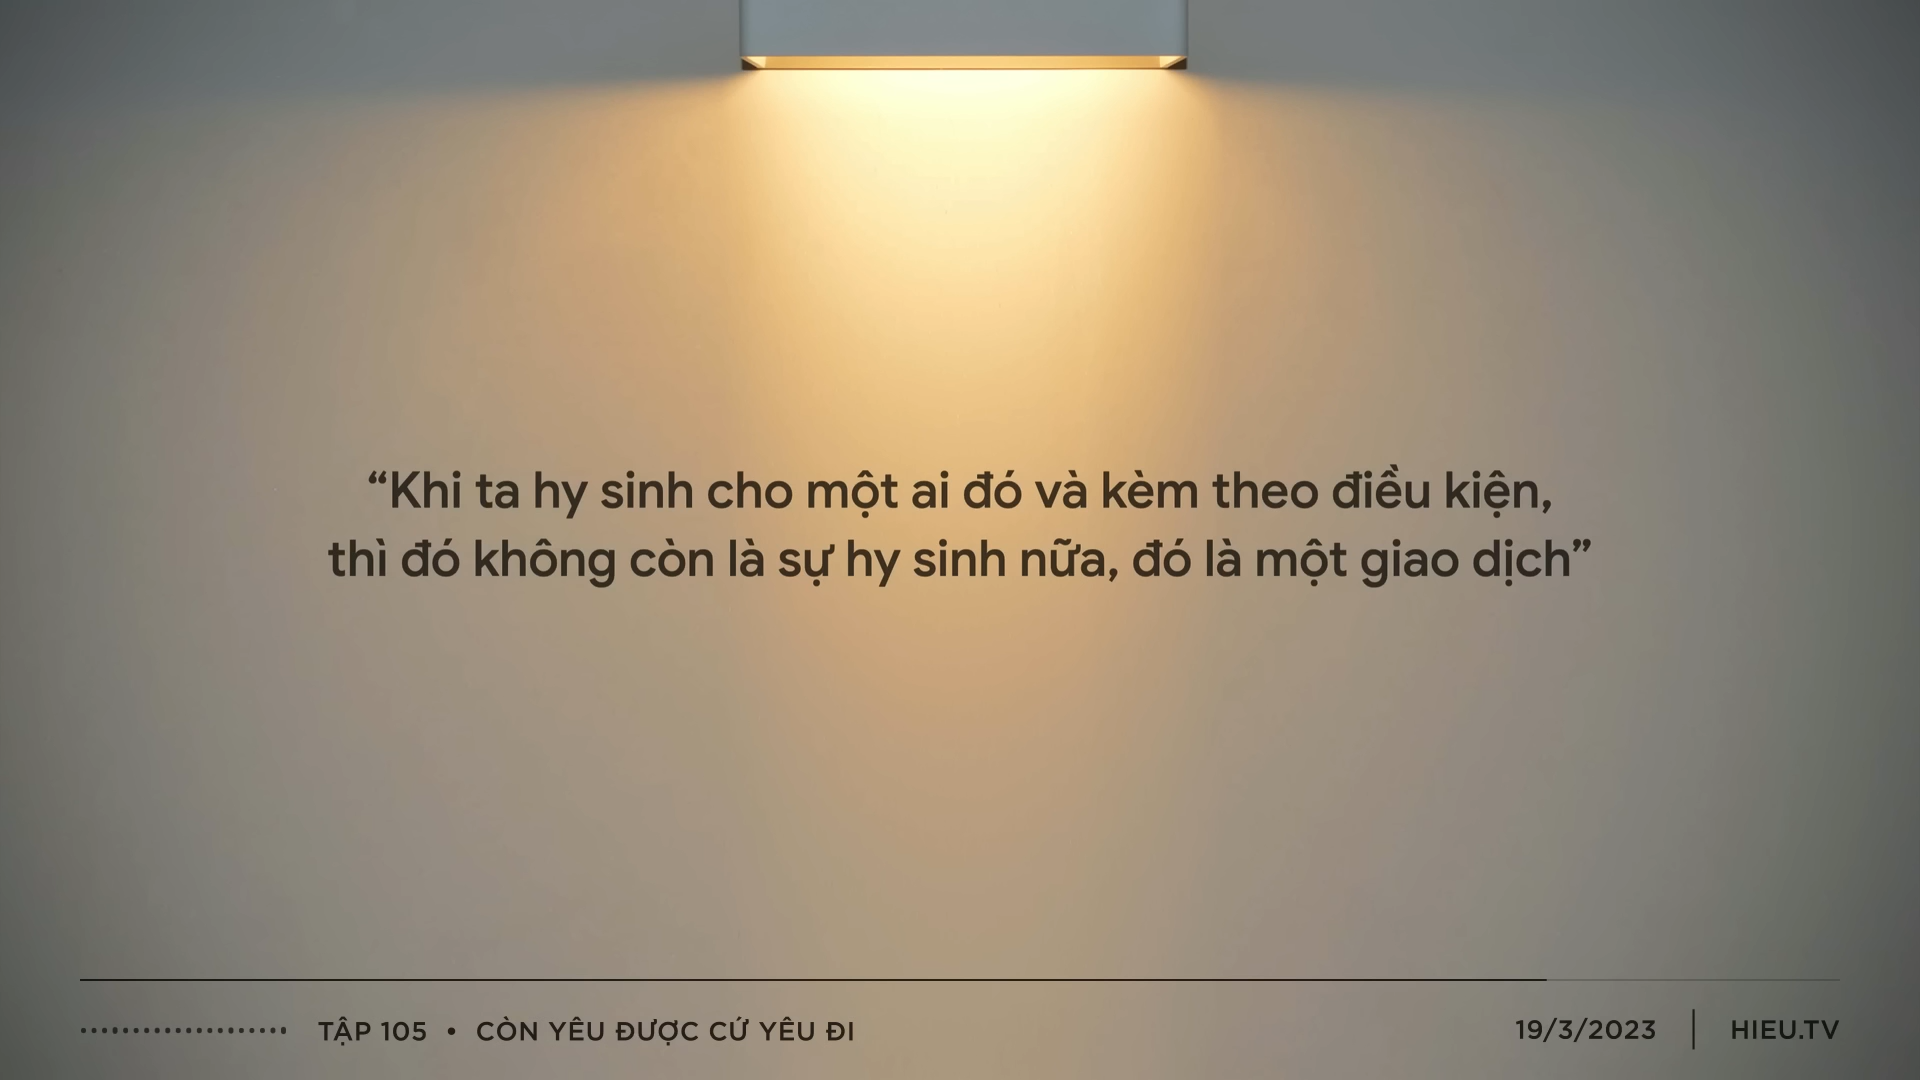 “Khi ta hy sinh cho một ai đó và kèm theo điều kiện,
thì đó không còn là sự hy sinh nữa, đó là một giao dịch”
TẬP 105 • CÒN YÊU ĐƯỢC CỨ YÊU ĐI
19/3/2023 | HIEU.TV